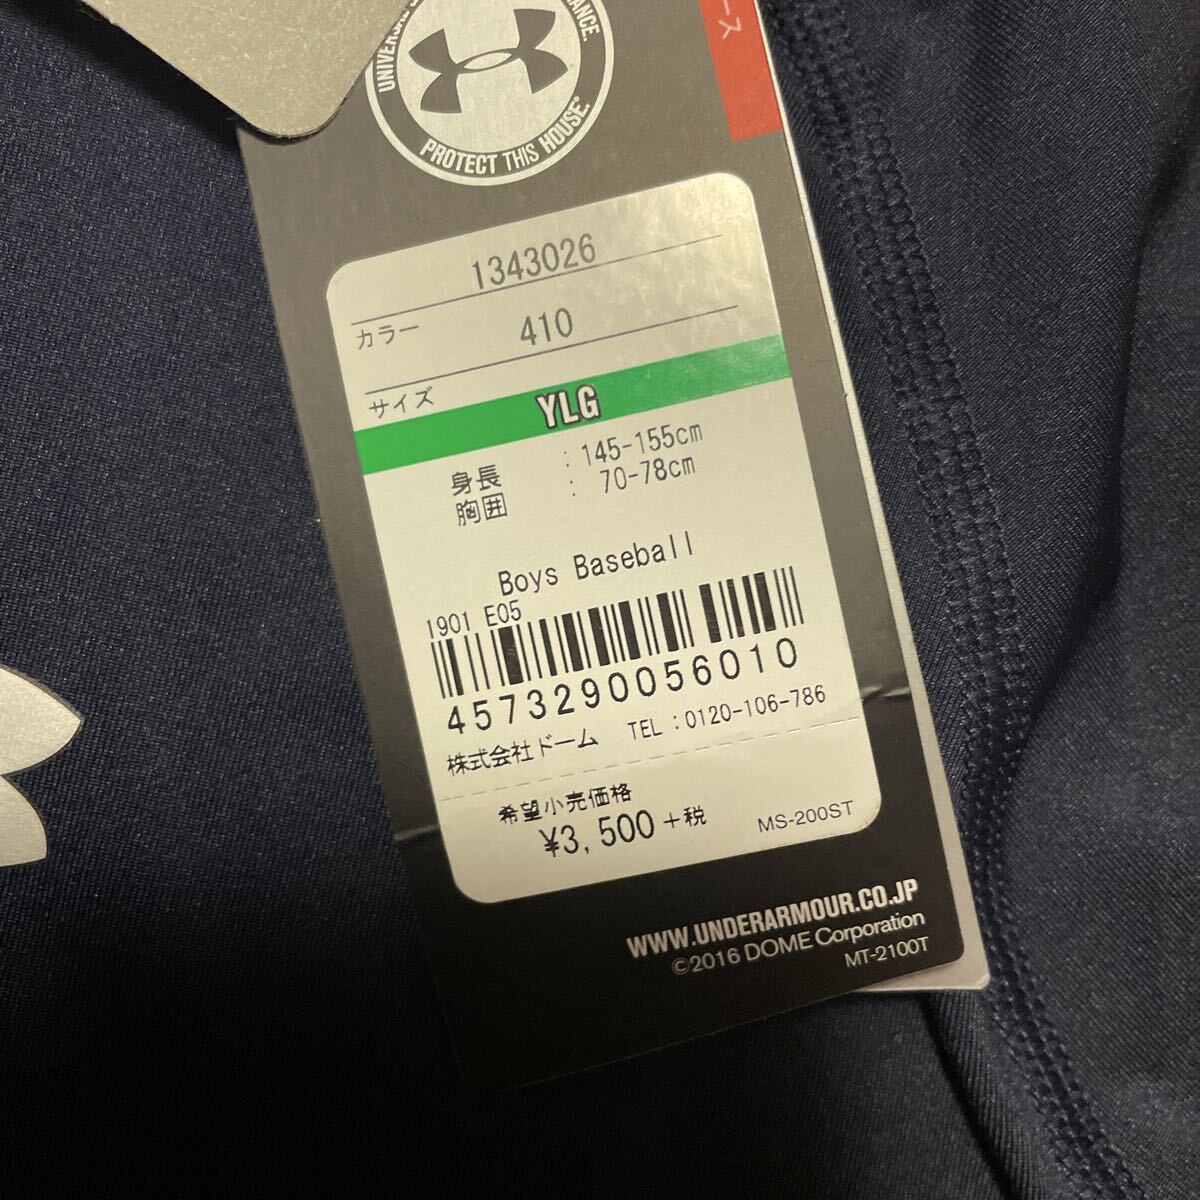 ース
PROTECT THIS HOUSE.
1343026
カラー 410
サイズ YLG
身長 : 145-155cm
胸囲 : 70-78cm
Boys Baseball
1901 E05
4573290056010
株式会社ドーム TEL:0120-106-786
希望小売価格
¥3,500+税 MS-200ST
WWW.UNDERARMOUR.CO.JP
©2016 DOME Corporation
MT-2100T